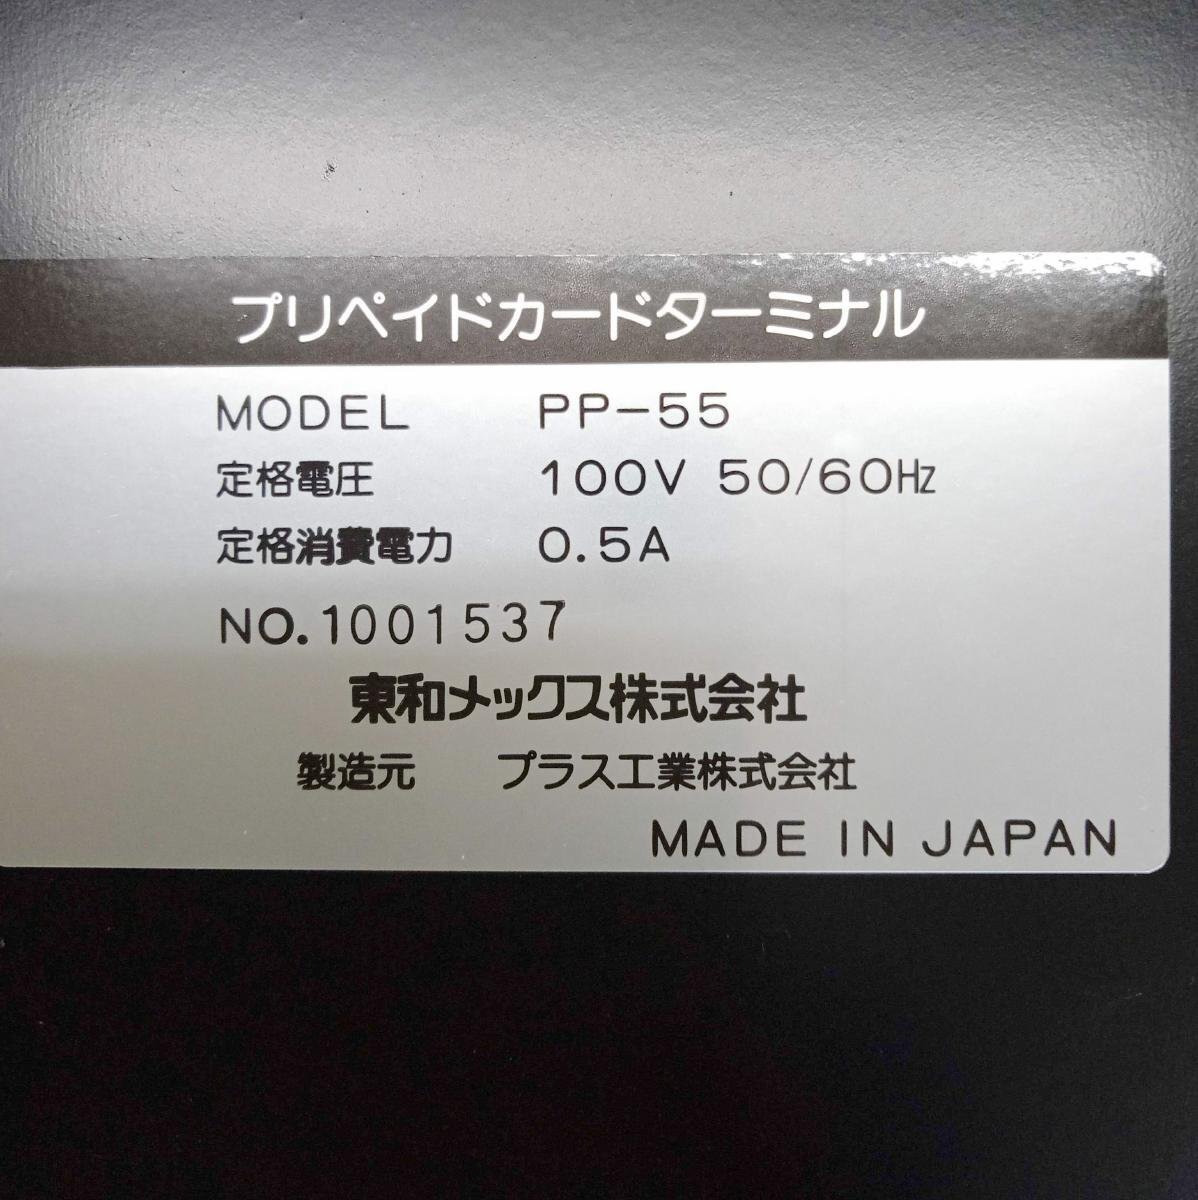 プリペイドカードターミナル
MODEL PP-55
定格電圧 100V 50/60Hz
定格消費電力 0.5A
NO.1001537
東和メックス株式会社
製造元 プラス工業株式会社
MADE IN JAPAN